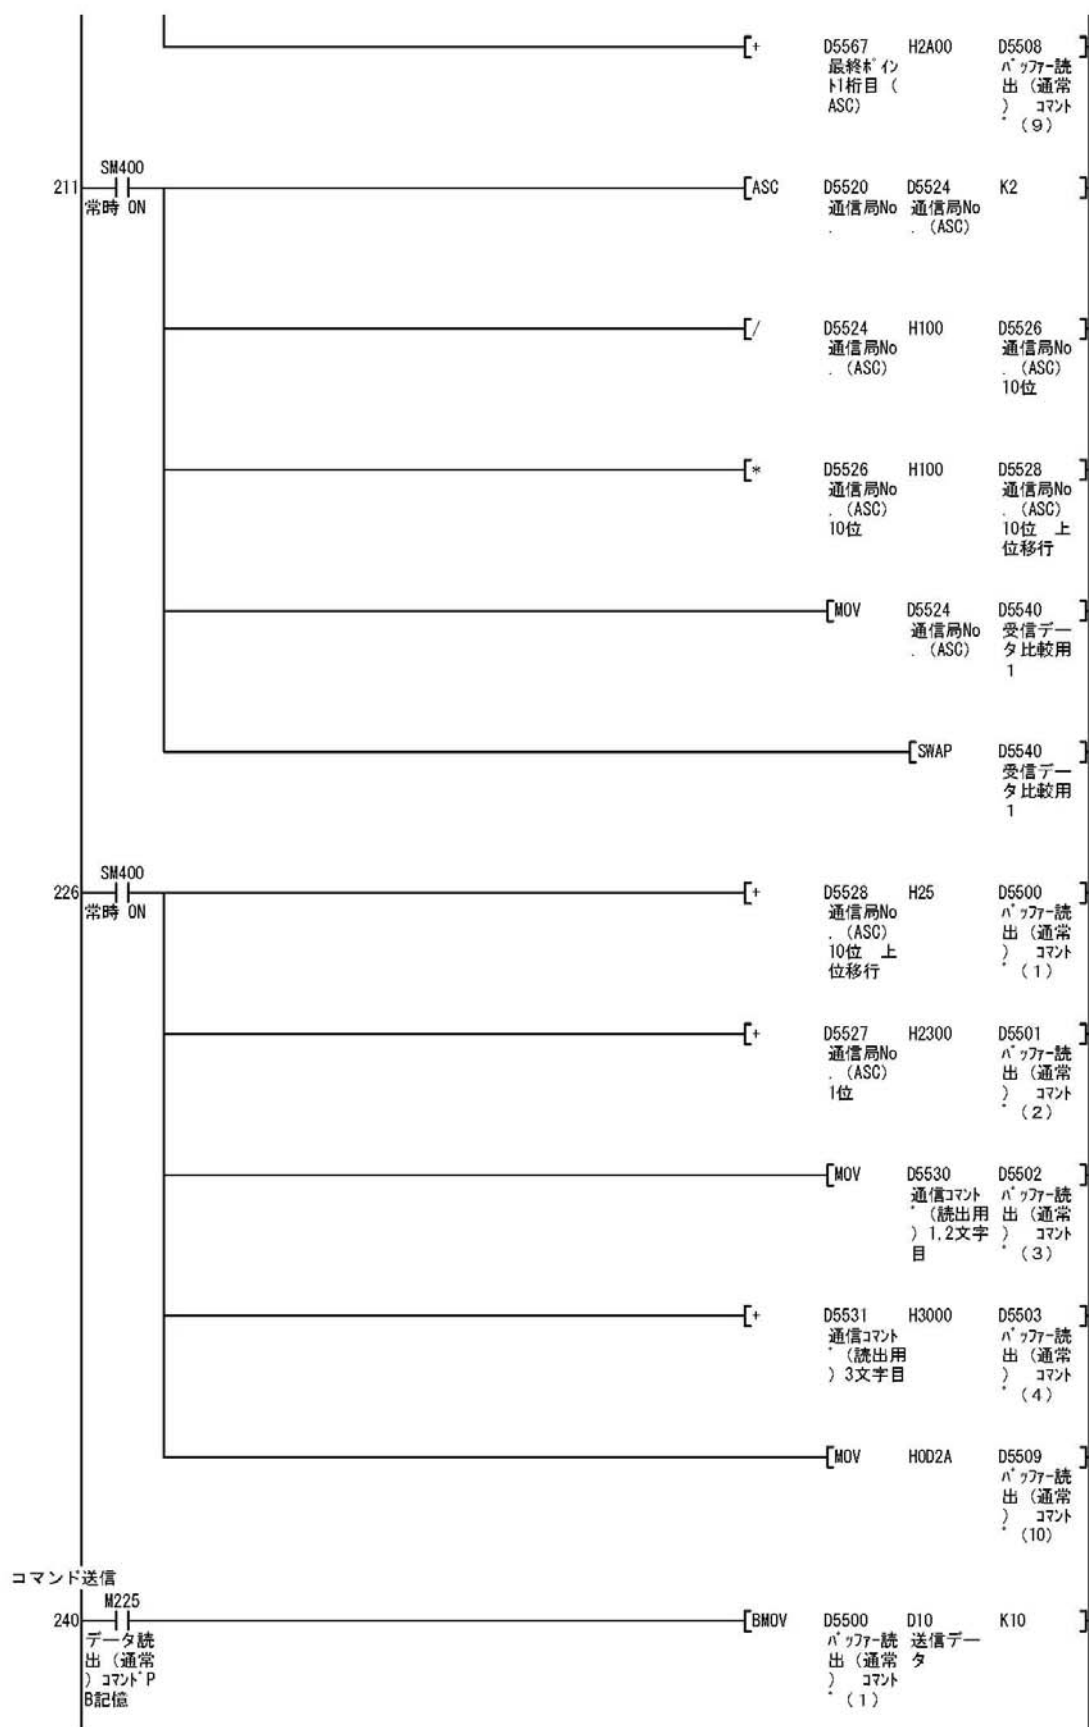 [+ D5567 H2A00 D5508 ]
最終ﾎﾟｲﾝ ﾊﾞｯﾌｧｰ読
ﾄ1桁目（ 出（通常
ASC) ） ｺﾏﾝﾄ
ﾞ（９）
SM400
211 [ASC D5520 D5524 K2 ]
常時 ON 通信局No 通信局No
. .（ASC)
[/ D5524 H100 D5526 ]
通信局No 通信局No
.（ASC) .（ASC)
10位
[* D5526 H100 D5528 ]
通信局No 通信局No
.（ASC) .（ASC)
10位 10位 上
位移行
[MOV D5524 D5540 ]
通信局No 受信デー
.（ASC) タ比較用
１
[SWAP D5540 ]
受信デー
タ比較用
１
SM400
226 [+ D5528 H25 D5500 ]
常時 ON 通信局No ﾊﾞｯﾌｧｰ読
.（ASC) 出（通常
10位 上 ） ｺﾏﾝﾄ
位移行 ﾞ（１）
[+ D5527 H2300 D5501 ]
通信局No ﾊﾞｯﾌｧｰ読
.（ASC) 出（通常
1位 ） ｺﾏﾝﾄ
ﾞ（２）
[MOV D5530 D5502 ]
通信ｺﾏﾝﾄ ﾊﾞｯﾌｧｰ読
ﾞ（読出用 出（通常
）1,2文字 ） ｺﾏﾝﾄ
目 ﾞ（３）
[+ D5531 H3000 D5503 ]
通信ｺﾏﾝﾄ ﾊﾞｯﾌｧｰ読
ﾞ（読出用 出（通常
）3文字目 ） ｺﾏﾝﾄ
ﾞ（４）
[MOV H0D2A D5509 ]
ﾊﾞｯﾌｧｰ読
出（通常
） ｺﾏﾝﾄ
ﾞ（10）
コマンド送信
M225
240 [BMOV D5500 D10 K10 ]
データ読 ﾊﾞｯﾌｧｰ読 送信デー
出（通常 出（通常 タ
）ｺﾏﾝﾄﾞP ） ｺﾏﾝﾄ
B記憶 ﾞ（１）